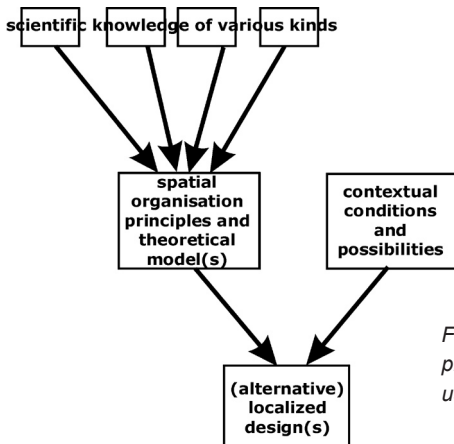 scientific knowledge of various kinds
spatial
organisation
principles and
theoretical
model(s)
contextual
conditions
and
possibilities
(alternative)
localized
design(s)